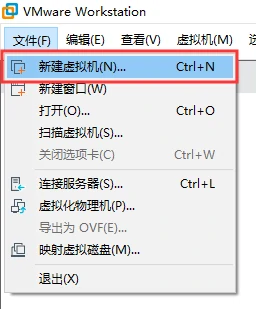 VMware Workstation
文件(F) 编辑(E) 查看(V) 虚拟机(M)
新建虚拟机(N)... Ctrl+N
新建窗口(W)
打开(O)... Ctrl+O
扫描虚拟机(S)...
关闭选项卡(C) Ctrl+W
连接服务器(S)... Ctrl+L
虚拟化物理机(P)...
导出为 OVF(E)...
映射虚拟磁盘(M)...
退出(X)